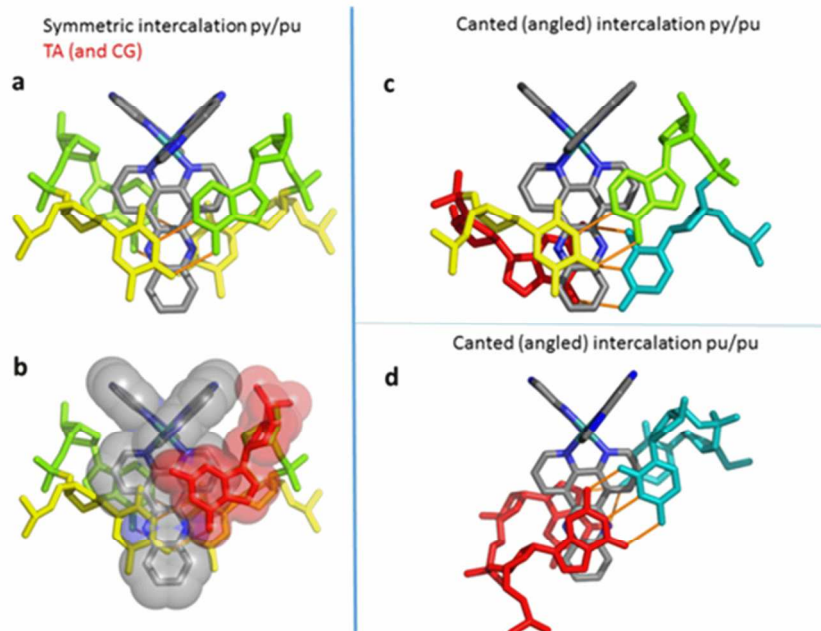 Symmetric intercalation py/pu
TA (and CG)
a
b
Canted (angled) intercalation py/pu
c
Canted (angled) intercalation pu/pu
d